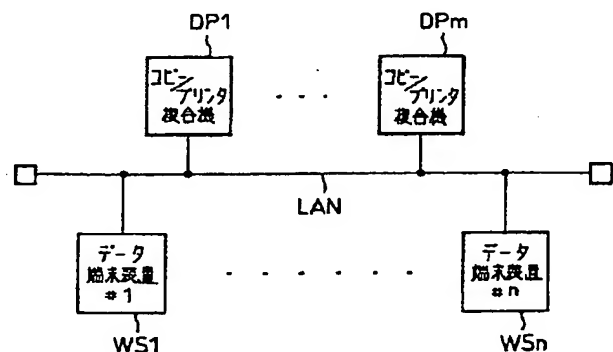 DP1
DPm
コピー/
プリンタ
複合機
コピー/
プリンタ
複合機
LAN
データ
端末装置
#1
データ
端末装置
#n
WS1
WSn